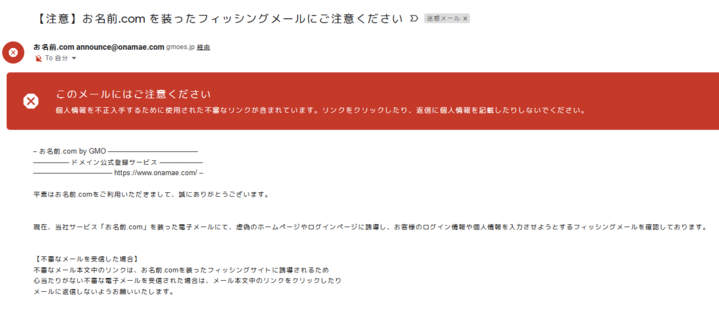 【注意】お名前.com を装ったフィッシングメールにご注意ください 迷惑メール ×
お名前.com announce@onamae.com gmoes.jp 経由
To 自分
このメールにはご注意ください
個人情報を不正入手するために使用された不審なリンクが含まれています。リンクをクリックしたり、返信に個人情報を記載したりしないでください。
– お名前.com by GMO ―――――――――――――
―――――― ドメイン公式登録サービス ――――――
――――――――――― https://www.onamae.com/ –
平素はお名前.comをご利用いただきまして、誠にありがとうございます。
現在、当社サービス「お名前.com」を装った電子メールにて、虚偽のホームページやログインページに誘導し、お客様のログイン情報や個人情報を入力させようとするフィッシングメールを確認しております。
【不審なメールを受信した場合】
不審なメール本文中のリンクは、お名前.comを装ったフィッシングサイトに誘導されるため
心当たりがない不審な電子メールを受信された場合は、メール本文中のリンクをクリックしたり
メールに返信しないようお願いいたします。